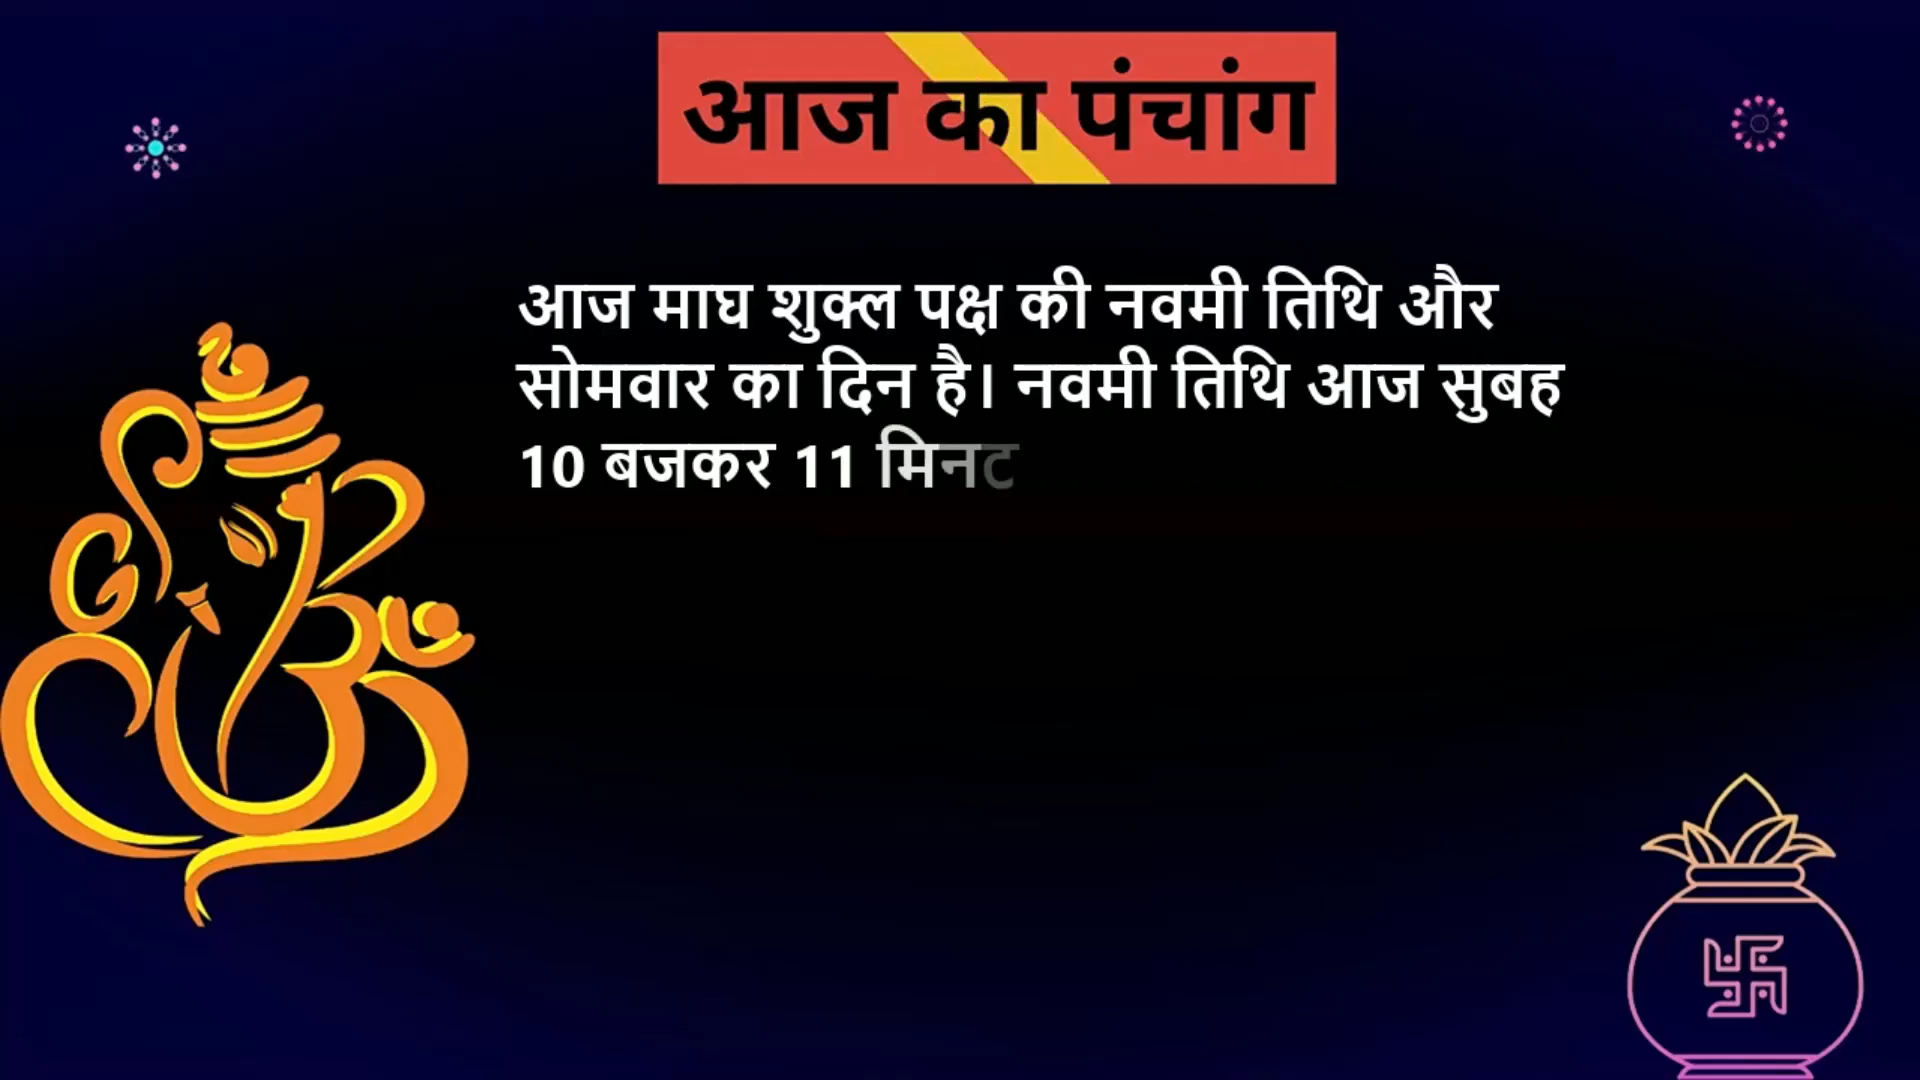 आज का पंचांग
आज माघ शुक्ल पक्ष की नवमी तिथि और
सोमवार का दिन है। नवमी तिथि आज सुबह
10 बजकर 11 मिनट